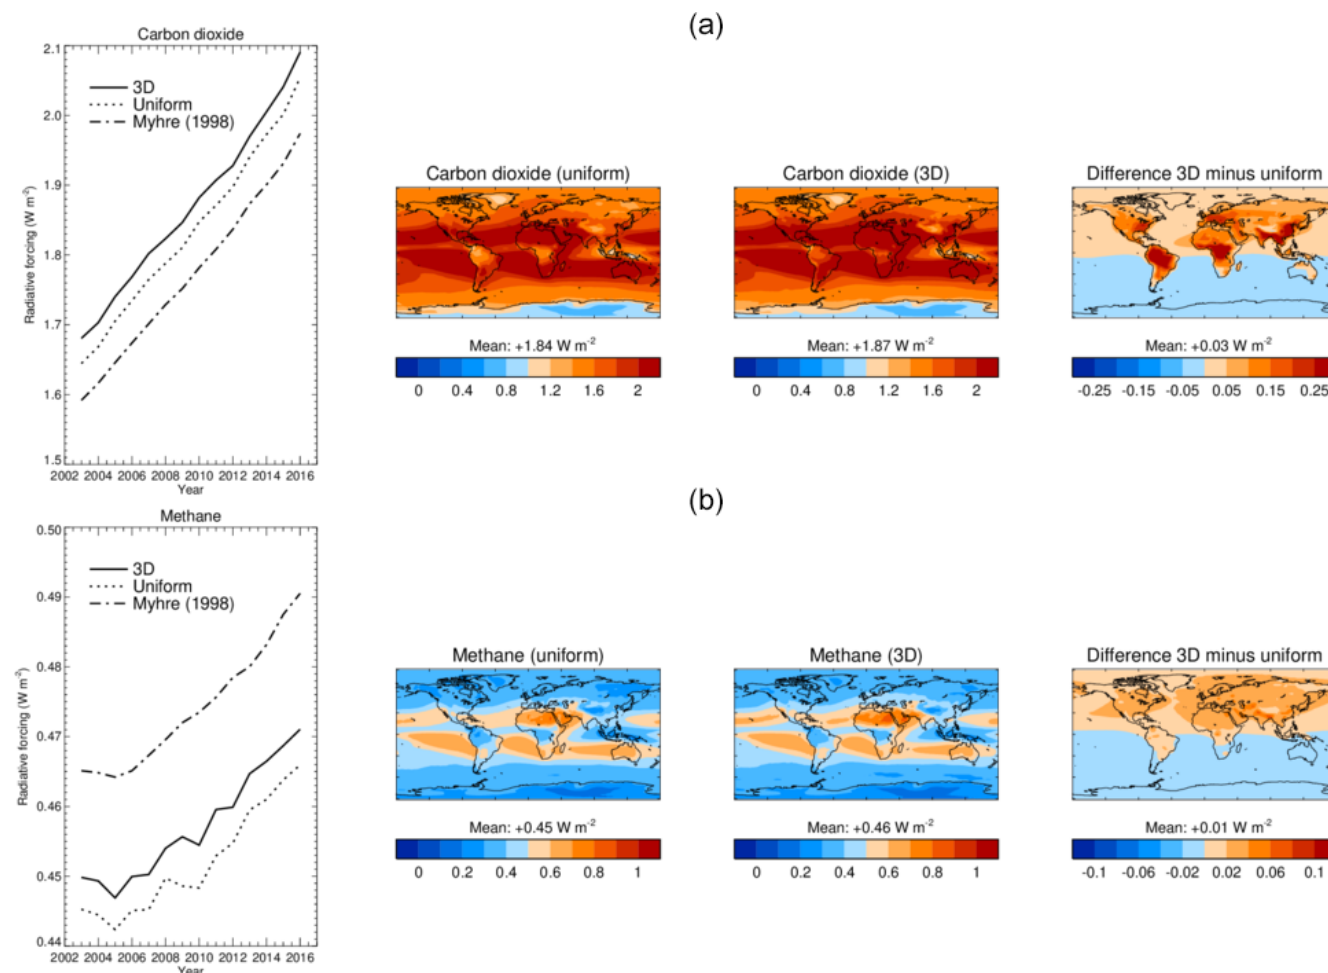 (a)
Carbon dioxide
2.1
2.0
1.9
1.8
1.7
1.6
1.5
Radiative forcing (W m-2)
3D
Uniform
Myhre (1998)
2002 2004 2006 2008 2010 2012 2014 2016
Year
Carbon dioxide (uniform)
Mean: +1.84 W m-2
0 0.4 0.8 1.2 1.6 2
Carbon dioxide (3D)
Mean: +1.87 W m-2
0 0.4 0.8 1.2 1.6 2
Difference 3D minus uniform
Mean: +0.03 W m-2
-0.25 -0.15 -0.05 0.05 0.15 0.25
(b)
Methane
0.50
0.49
0.48
0.47
0.46
0.45
0.44
Radiative forcing (W m-2)
3D
Uniform
Myhre (1998)
2002 2004 2006 2008 2010 2012 2014 2016
Year
Methane (uniform)
Mean: +0.45 W m-2
0 0.2 0.4 0.6 0.8 1
Methane (3D)
Mean: +0.46 W m-2
0 0.2 0.4 0.6 0.8 1
Difference 3D minus uniform
Mean: +0.01 W m-2
-0.1 -0.06 -0.02 0.02 0.06 0.1